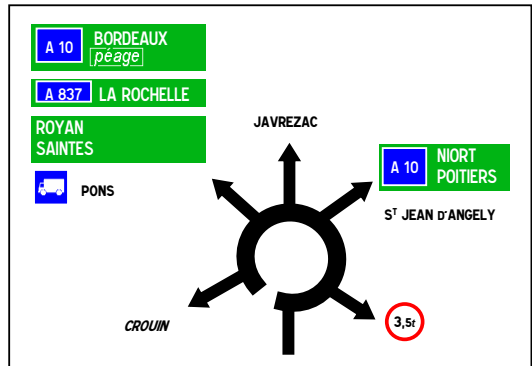 A 10 BORDEAUX
péage
A 837 LA ROCHELLE
ROYAN
SAINTES
PONS
JAVREZAC
A 10 NIORT
POITIERS
Sᵀ JEAN D'ANGELY
3,5t
CROUIN